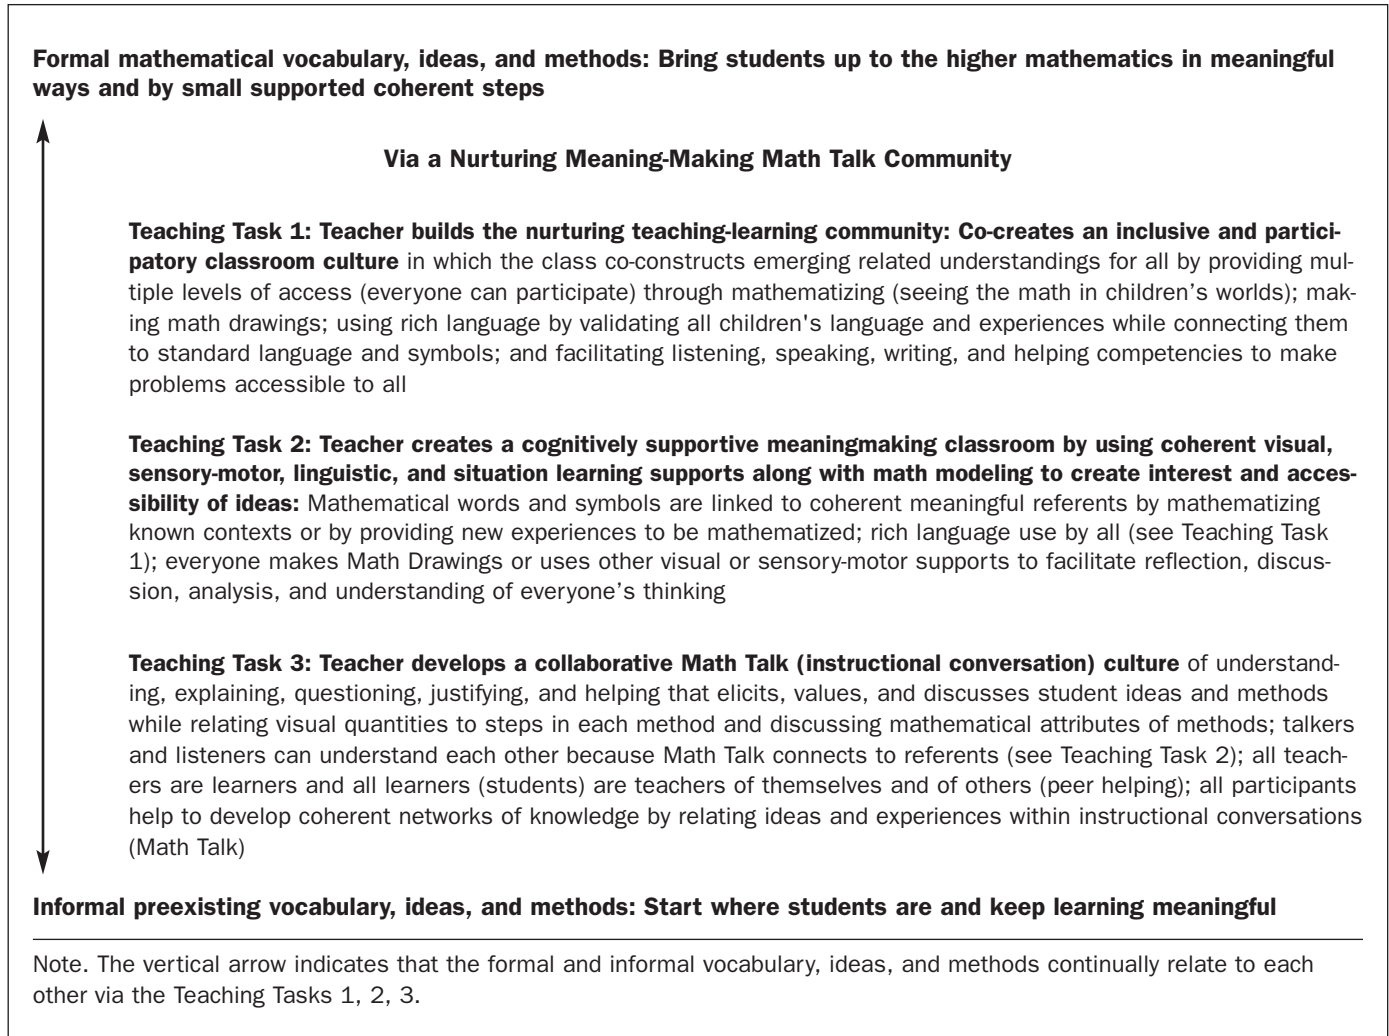 Formal mathematical vocabulary, ideas, and methods: Bring students up to the higher mathematics in meaningful
ways and by small supported coherent steps
Via a Nurturing Meaning-Making Math Talk Community
Teaching Task 1: Teacher builds the nurturing teaching-learning community: Co-creates an inclusive and partici-
patory classroom culture in which the class co-constructs emerging related understandings for all by providing mul-
tiple levels of access (everyone can participate) through mathematizing (seeing the math in children’s worlds); mak-
ing math drawings; using rich language by validating all children's language and experiences while connecting them
to standard language and symbols; and facilitating listening, speaking, writing, and helping competencies to make
problems accessible to all
Teaching Task 2: Teacher creates a cognitively supportive meaningmaking classroom by using coherent visual,
sensory-motor, linguistic, and situation learning supports along with math modeling to create interest and acces-
sibility of ideas: Mathematical words and symbols are linked to coherent meaningful referents by mathematizing
known contexts or by providing new experiences to be mathematized; rich language use by all (see Teaching Task
1); everyone makes Math Drawings or uses other visual or sensory-motor supports to facilitate reflection, discus-
sion, analysis, and understanding of everyone’s thinking
Teaching Task 3: Teacher develops a collaborative Math Talk (instructional conversation) culture of understand-
ing, explaining, questioning, justifying, and helping that elicits, values, and discusses student ideas and methods
while relating visual quantities to steps in each method and discussing mathematical attributes of methods; talkers
and listeners can understand each other because Math Talk connects to referents (see Teaching Task 2); all teach-
ers are learners and all learners (students) are teachers of themselves and of others (peer helping); all participants
help to develop coherent networks of knowledge by relating ideas and experiences within instructional conversations
(Math Talk)
Informal preexisting vocabulary, ideas, and methods: Start where students are and keep learning meaningful
Note. The vertical arrow indicates that the formal and informal vocabulary, ideas, and methods continually relate to each
other via the Teaching Tasks 1, 2, 3.